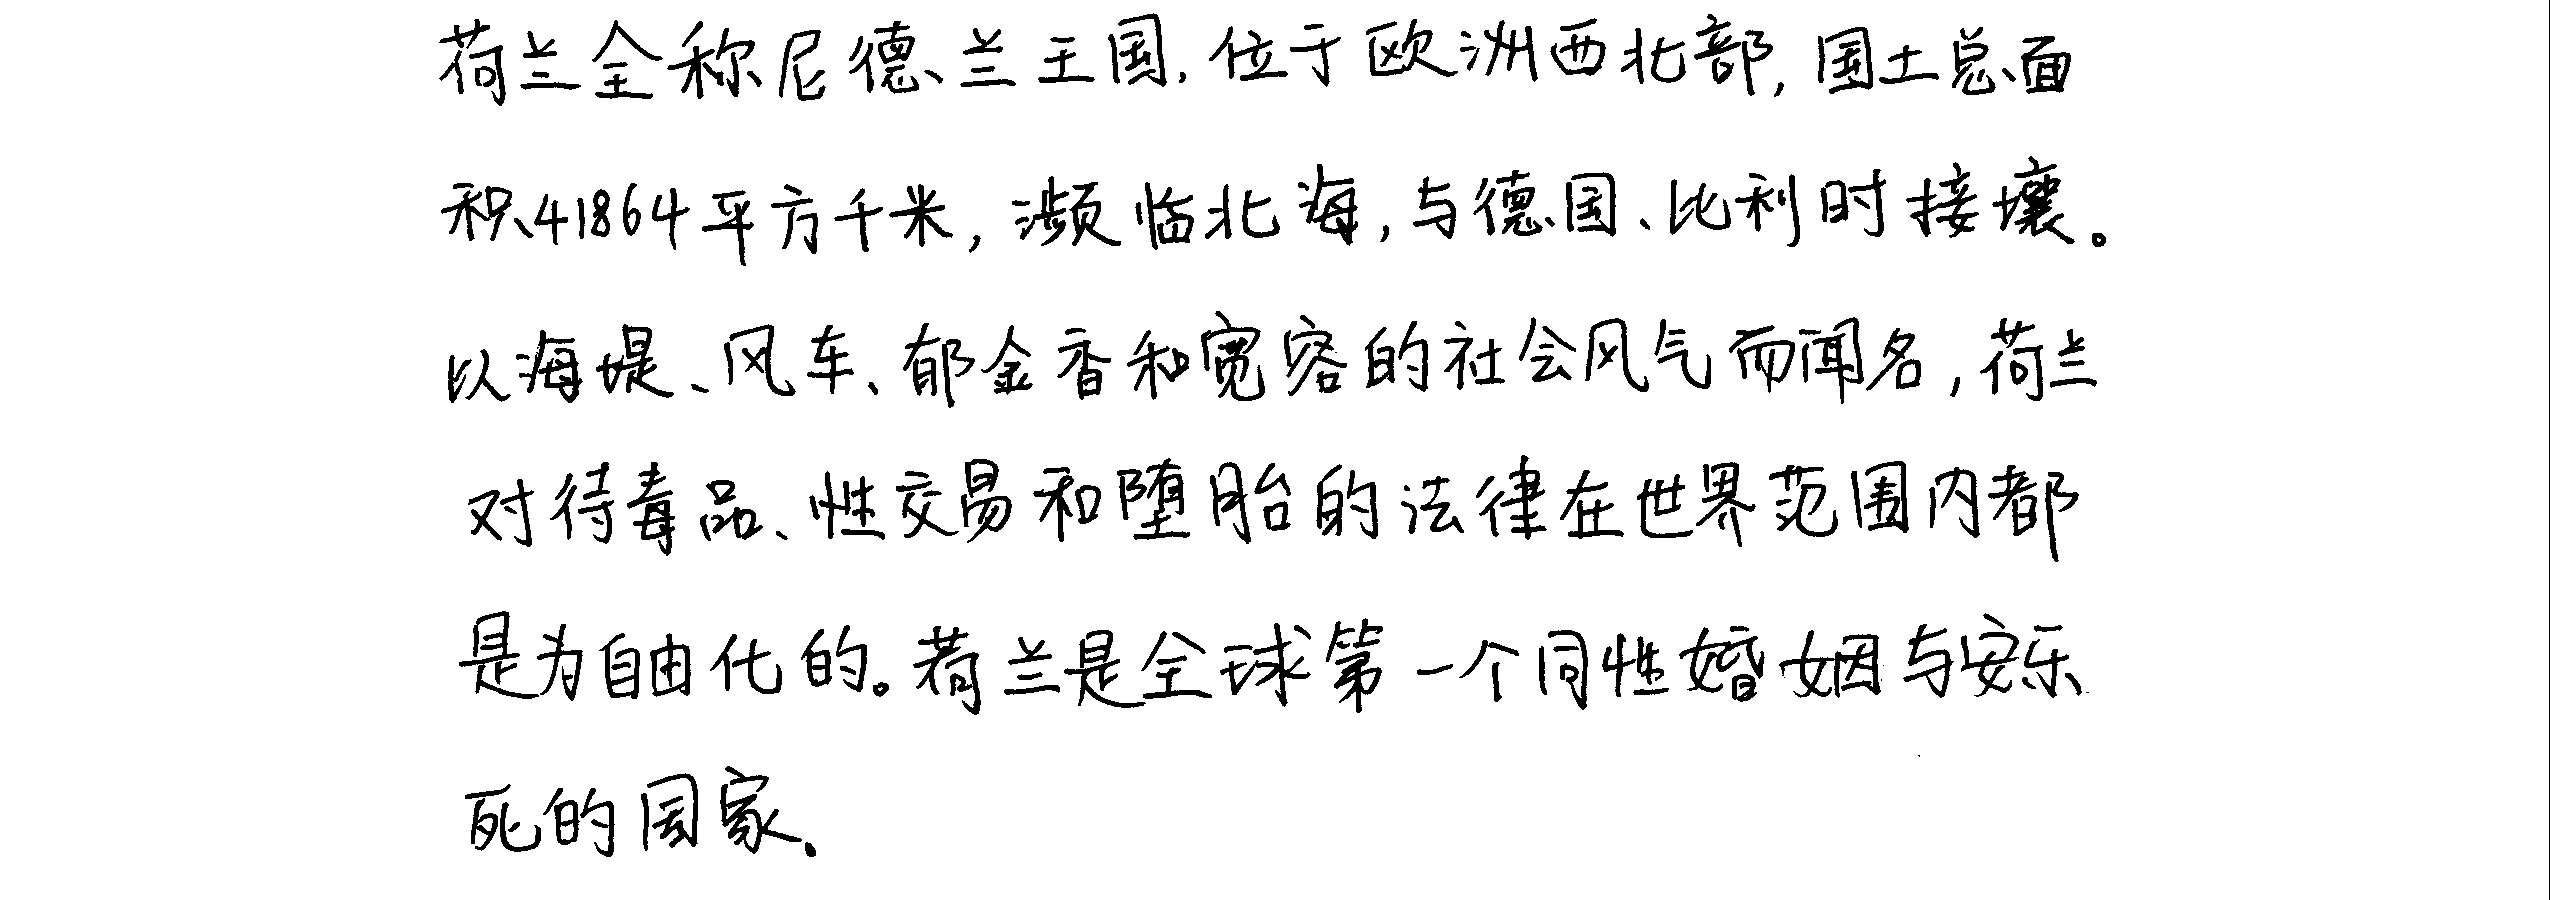 荷兰全称尼德兰王国，位于欧洲西北部，国土总面
积41864平方千米，濒临北海，与德国、比利时接壤。
以海堤、风车、郁金香和宽容的社会风气而闻名，荷兰
对待毒品、性交易和堕胎的法律在世界范围内都
是为自由化的。荷兰是全球第一个同性婚姻与安乐
死的国家.